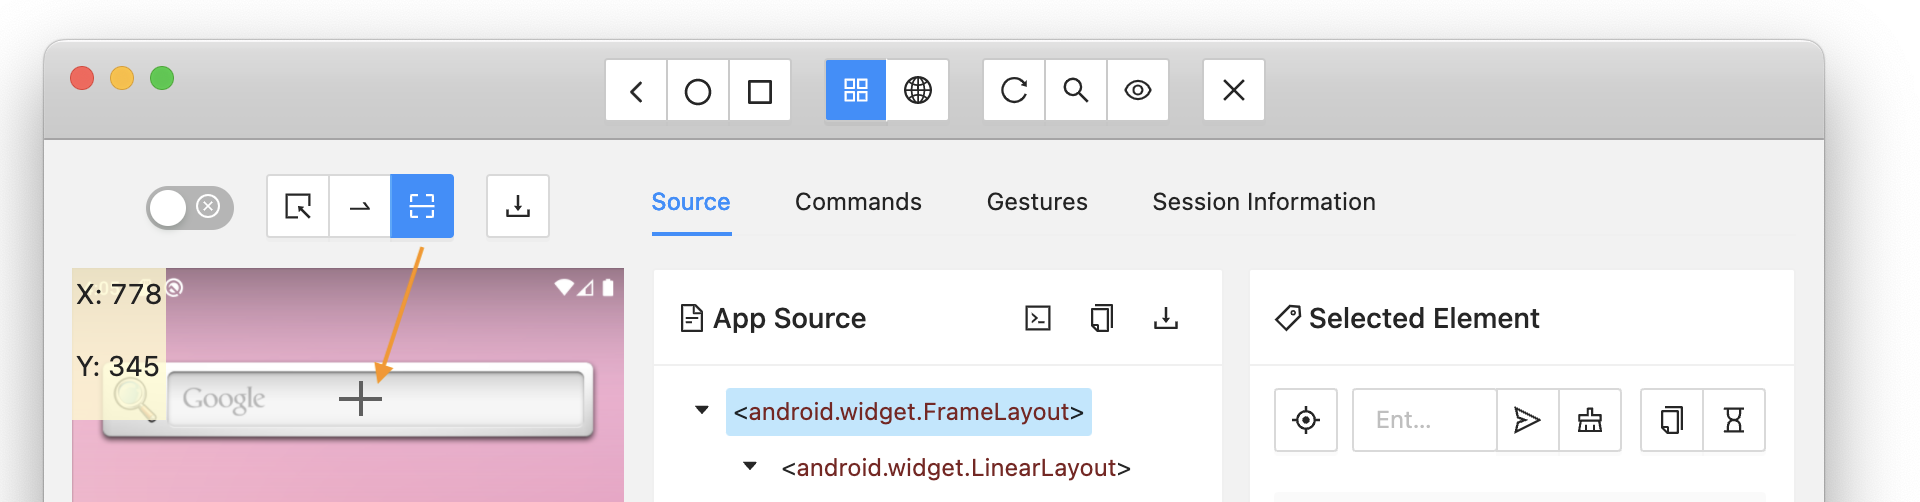 Source
Commands
Gestures
Session Information
X: 778
Y: 345
Google
App Source
Selected Element
<android.widget.FrameLayout>
Ent...
<android.widget.LinearLayout>